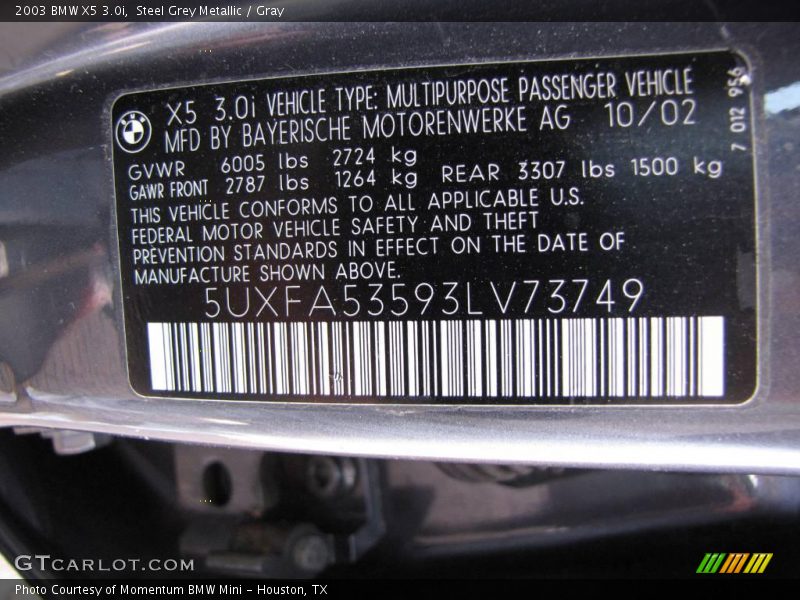 2003 BMW X5 3.0i, Steel Grey Metallic / Gray
X5 3.0i VEHICLE TYPE: MULTIPURPOSE PASSENGER VEHICLE
MFD BY BAYERISCHE MOTORENWERKE AG 10/02
7 012 956
GVWR 6005 lbs 2724 kg
GAWR FRONT 2787 lbs 1264 kg REAR 3307 lbs 1500 kg
THIS VEHICLE CONFORMS TO ALL APPLICABLE U.S.
FEDERAL MOTOR VEHICLE SAFETY AND THEFT
PREVENTION STANDARDS IN EFFECT ON THE DATE OF
MANUFACTURE SHOWN ABOVE.
5UXFA53593LV73749
GTCARLOT.COM
Photo Courtesy of Momentum BMW Mini - Houston, TX